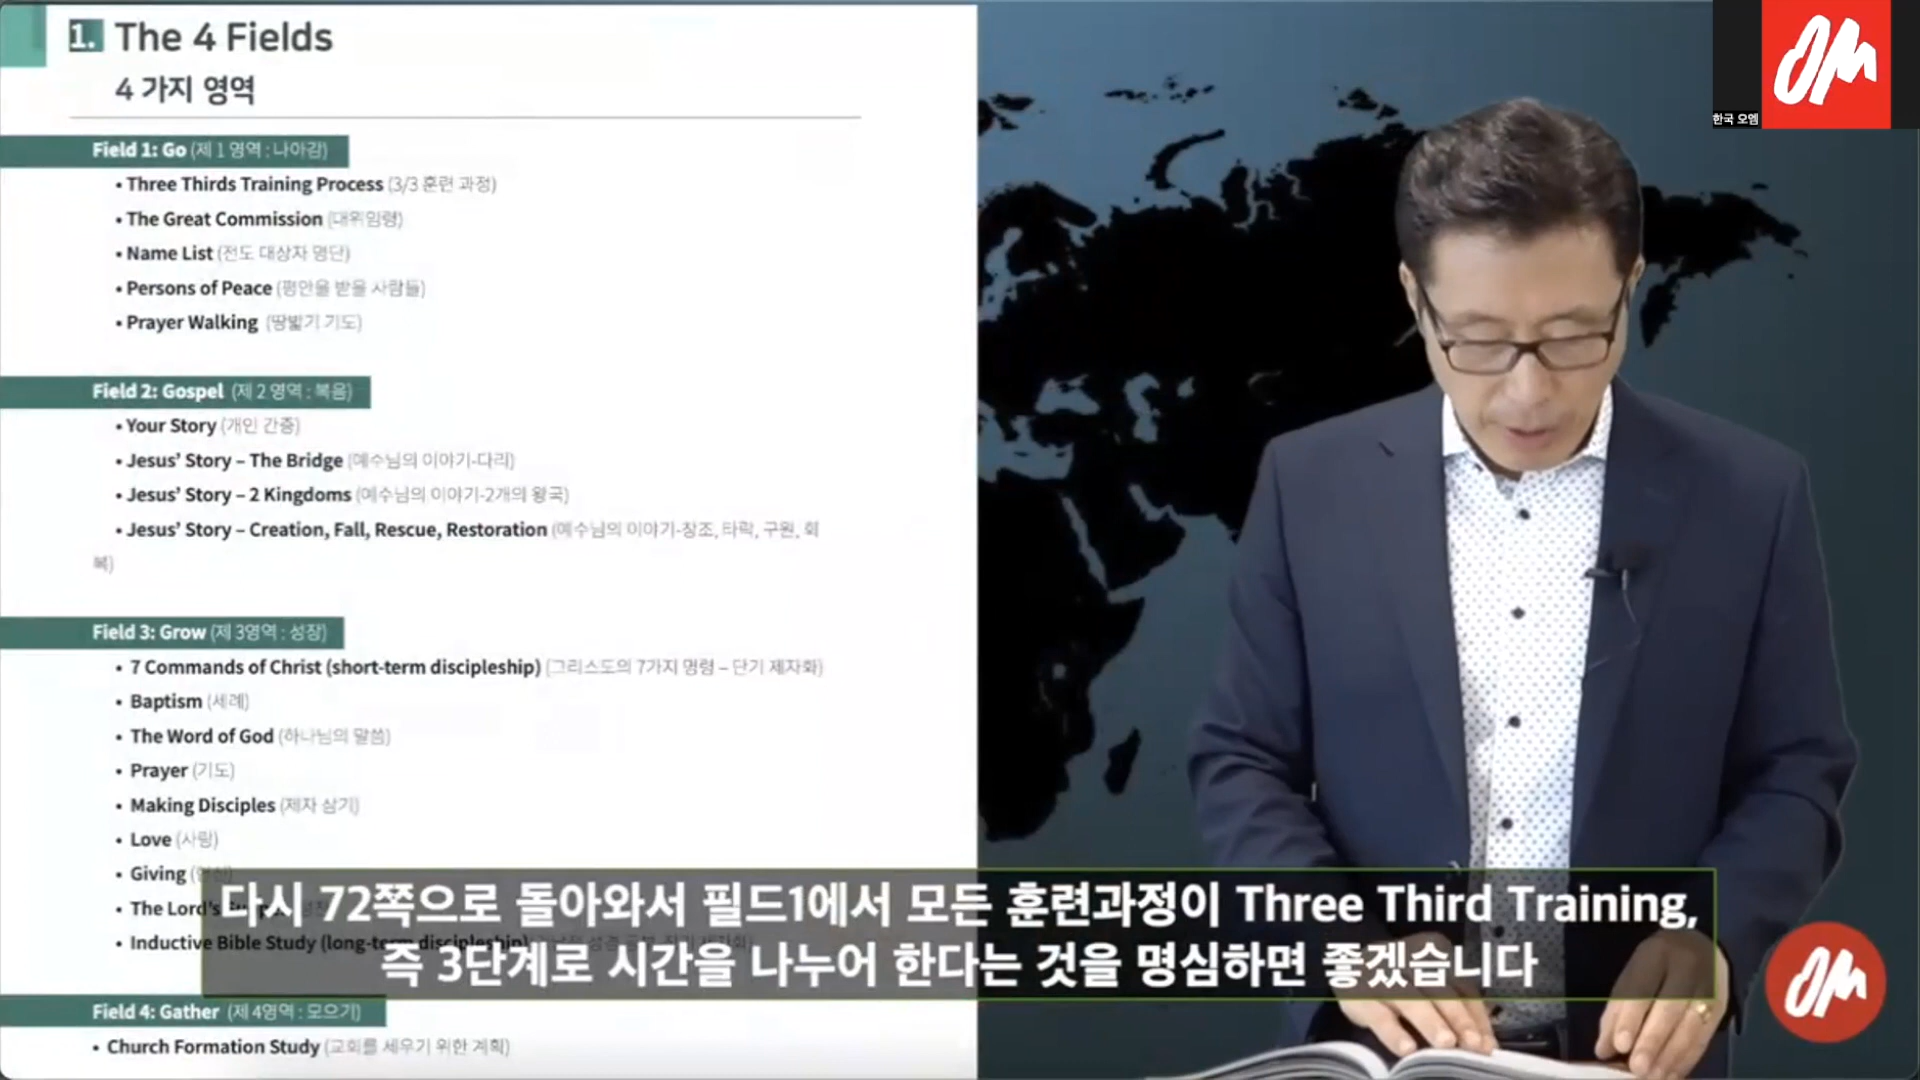 1. The 4 Fields
4 가지 영역
Field 1: Go (제 1 영역 : 나아감)
• Three Thirds Training Process (3/3 훈련 과정)
• The Great Commission (대위임령)
• Name List (전도 대상자 명단)
• Persons of Peace (평안을 받을 사람들)
• Prayer Walking (땅밟기 기도)
Field 2: Gospel (제 2 영역 : 복음)
• Your Story (개인 간증)
• Jesus’ Story – The Bridge (예수님의 이야기-다리)
• Jesus’ Story – 2 Kingdoms (예수님의 이야기-2개의 왕국)
• Jesus’ Story – Creation, Fall, Rescue, Restoration (예수님의 이야기-창조, 타락, 구원, 회
복)
Field 3: Grow (제 3영역 : 성장)
• 7 Commands of Christ (short-term discipleship) (그리스도의 7가지 명령 – 단기 제자화)
• Baptism (세례)
• The Word of God (하나님의 말씀)
• Prayer (기도)
• Making Disciples (제자 삼기)
• Love (사랑)
• Giving
• The Lord’s
• Inductive Bible Study (long-term discipleship)
Field 4: Gather (제 4영역 : 모으기)
• Church Formation Study (교회를 세우기 위한 계획)
다시 72쪽으로 돌아와서 필드1에서 모든 훈련과정이 Three Third Training,
즉 3단계로 시간을 나누어 한다는 것을 명심하면 좋겠습니다
OM
한국 오엠
OM